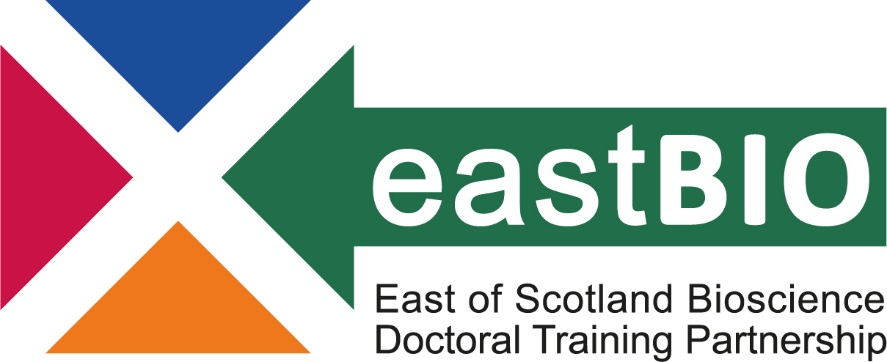 eastBIO
East of Scotland Bioscience
Doctoral Training Partnership